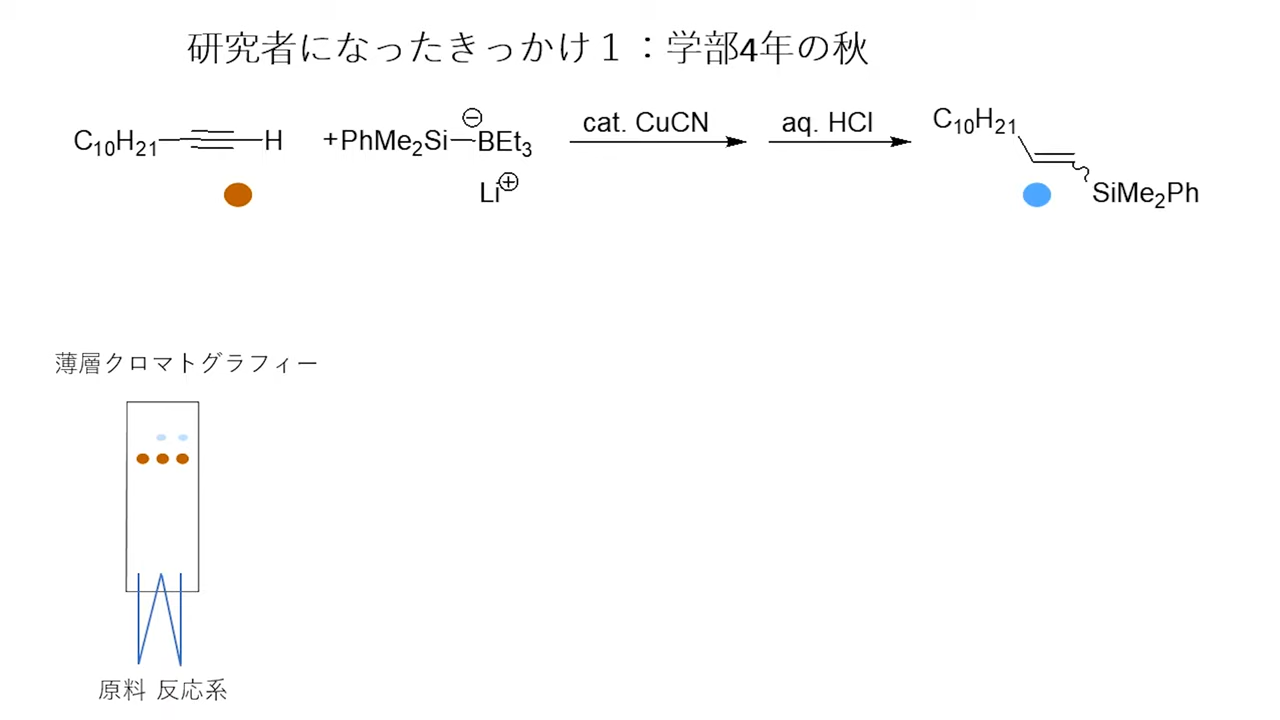 研究者になったきっかけ１：学部4年の秋
C10H21 H +PhMe2Si BEt3 cat. CuCN aq. HCl C10H21
⊖
Li⊕ SiMe2Ph
薄層クロマトグラフィー
原料 反応系